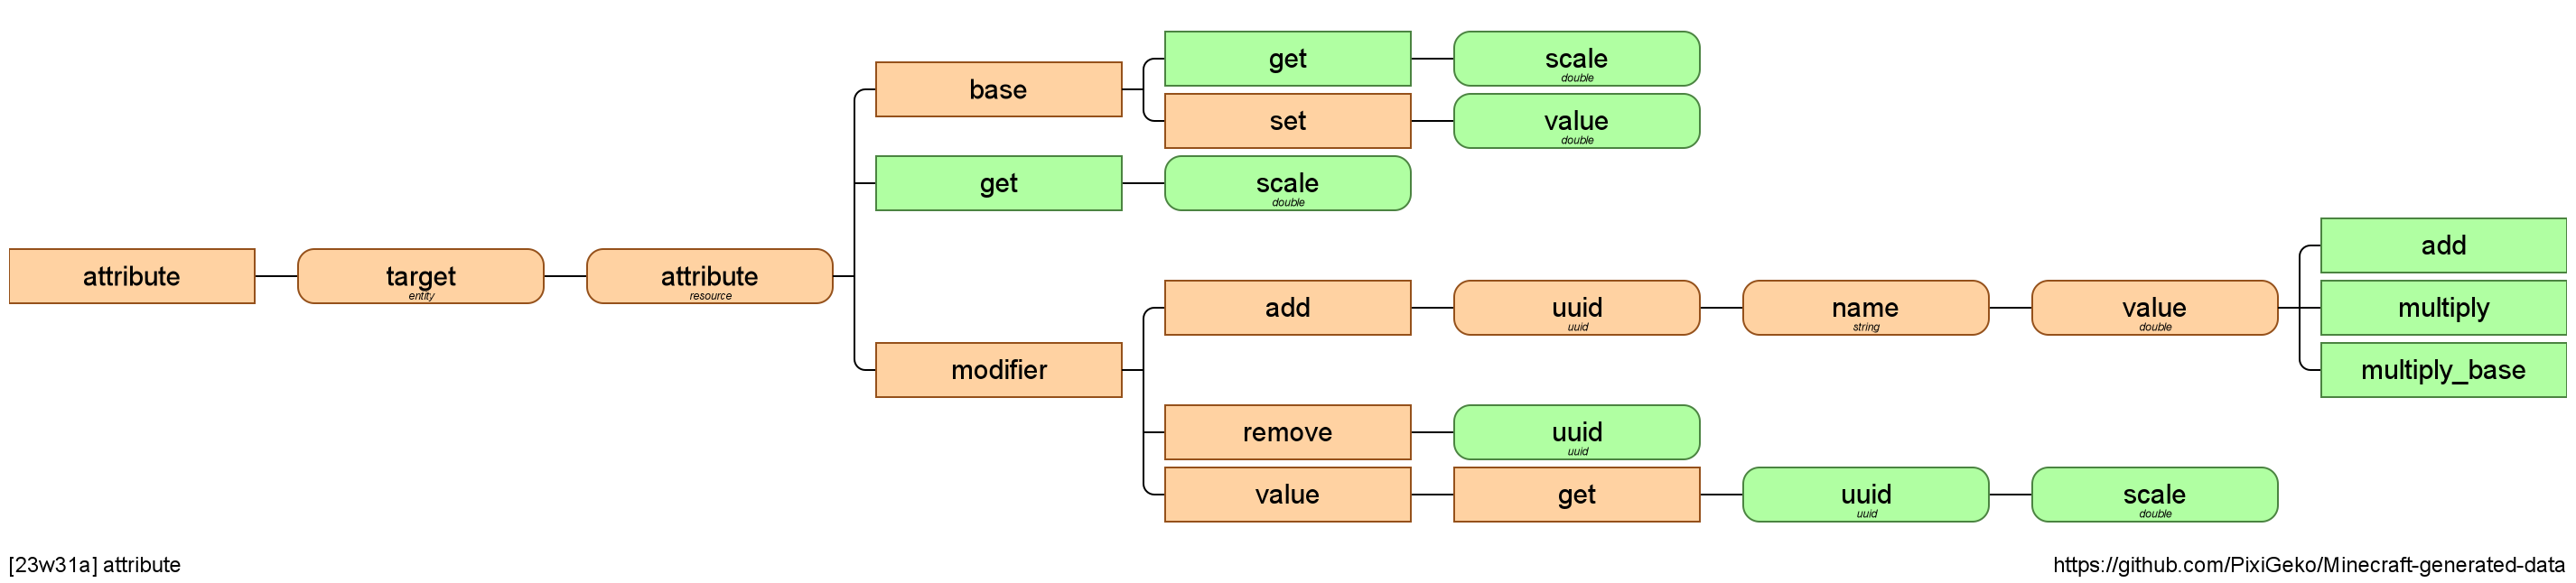 get
scale
double
base
set
value
double
get
scale
double
attribute
target
entity
attribute
resource
add
add
uuid
uuid
name
string
value
double
multiply
modifier
multiply_base
remove
uuid
uuid
value
get
uuid
uuid
scale
double
[23w31a] attribute
https://github.com/PixiGeko/Minecraft-generated-data